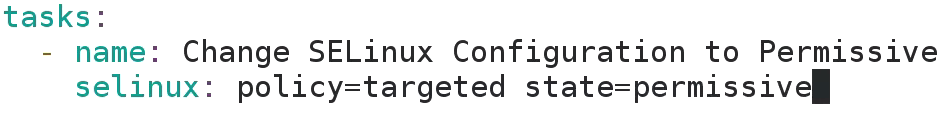 tasks:
  - name: Change SELinux Configuration to Permissive
    selinux: policy=targeted state=permissive